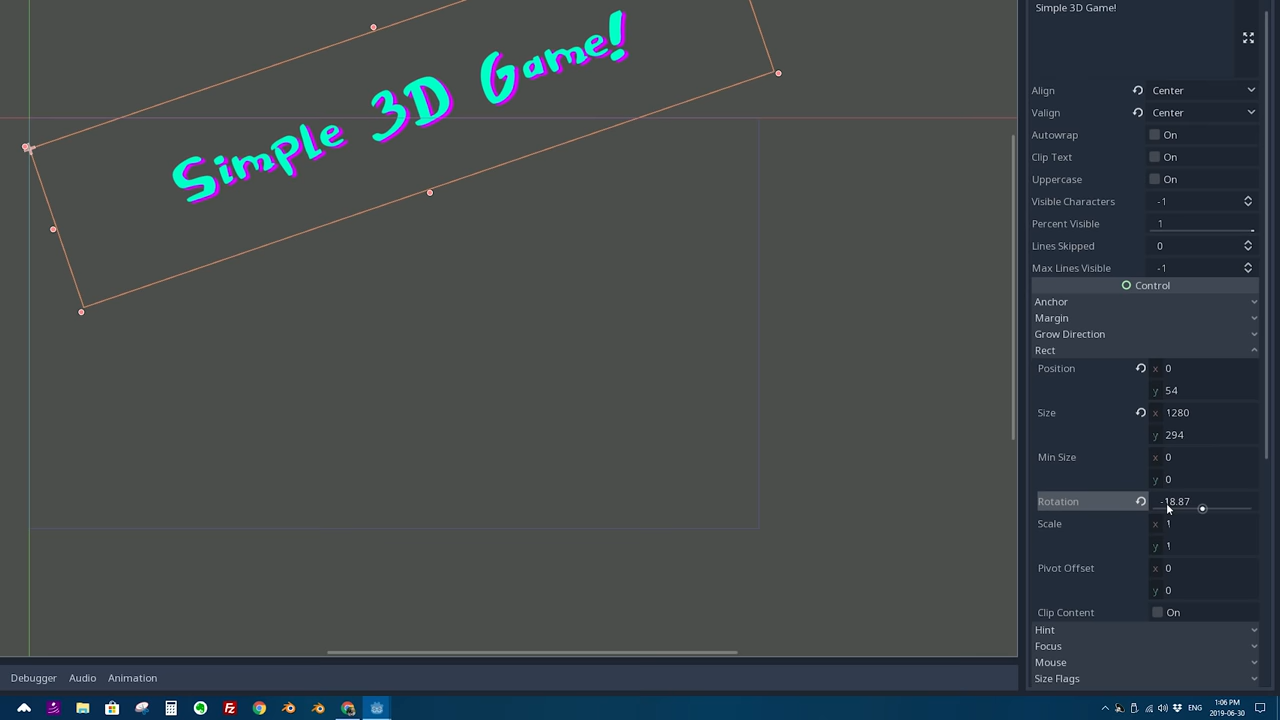 Simple 3D Game!
Simple 3D Game!
Align Center
Valign Center
Autowrap On
Clip Text On
Uppercase On
Visible Characters -1
Percent Visible 1
Lines Skipped 0
Max Lines Visible -1
Control
Anchor
Margin
Grow Direction
Rect
Position x 0
y 54
Size x 1280
y 294
Min Size x 0
y 0
Rotation -18.87
Scale x 1
y 1
Pivot Offset x 0
y 0
Clip Content On
Hint
Focus
Mouse
Size Flags
Debugger Audio Animation
1:06 PM
ENG 2019-06-30